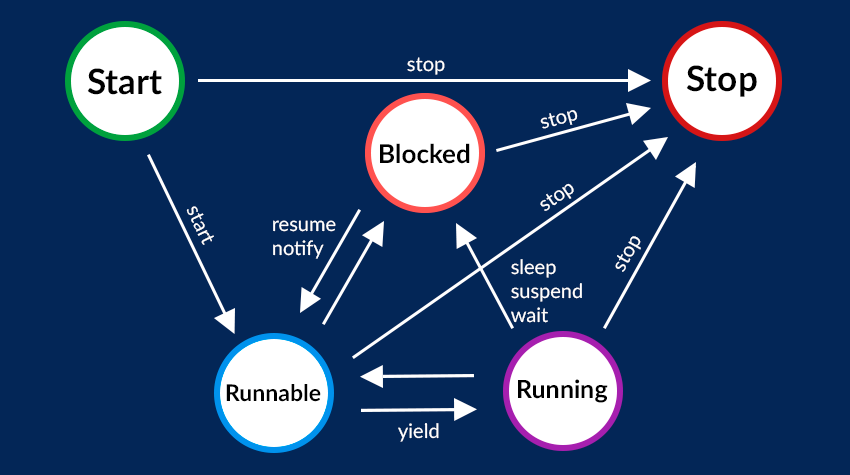 Start
stop
Stop
Blocked
stop
start
resume
notify
stop
sleep
suspend
wait
stop
Runnable
Running
yield